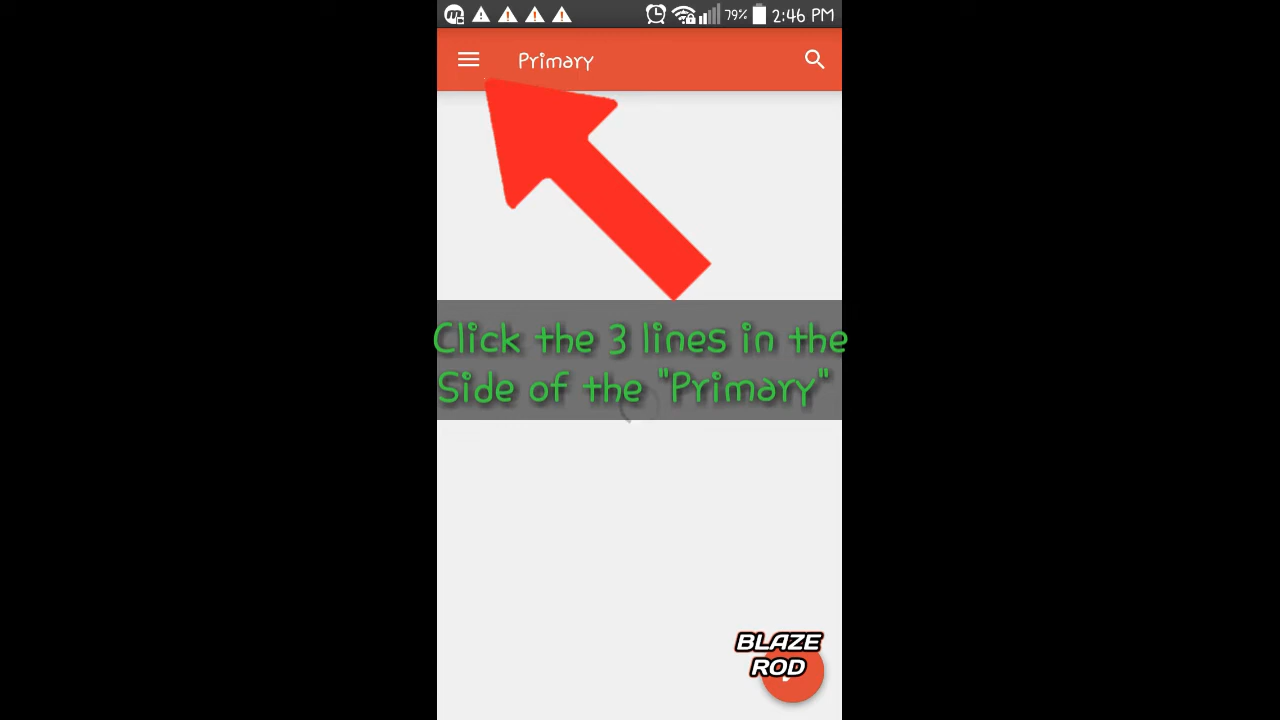 79% 2:46 PM
Primary
Click the 3 lines in the
Side of the "Primary"
BLAZE
ROD